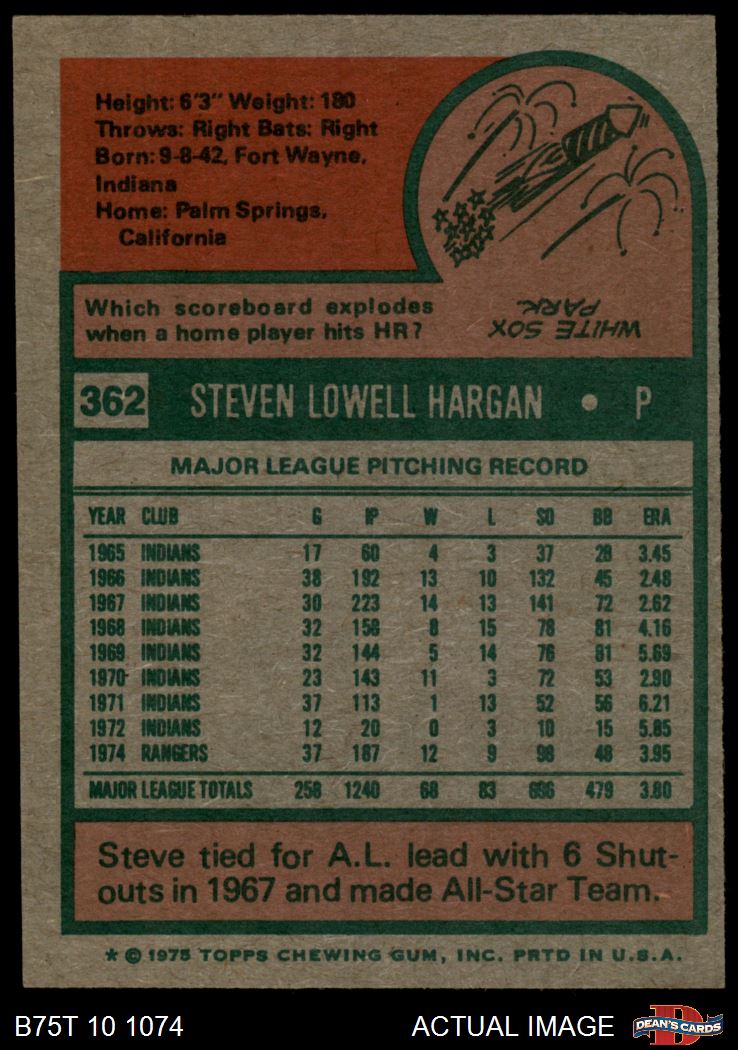 Height: 6'3" Weight: 180
Throws: Right Bats: Right
Born: 9-8-42, Fort Wayne,
Indiana
Home: Palm Springs,
California
Which scoreboard explodes
when a home player hits HR?
WHITE SOX
PARK.
362 STEVEN LOWELL HARGAN • P
MAJOR LEAGUE PITCHING RECORD
YEAR CLUB G IP W L SO BB ERA
1965 INDIANS 17 60 4 3 37 28 3.45
1966 INDIANS 38 192 13 10 132 45 2.48
1967 INDIANS 30 223 14 13 141 72 2.62
1968 INDIANS 32 158 8 15 78 81 4.16
1969 INDIANS 32 144 5 14 76 81 5.69
1970 INDIANS 23 143 11 3 72 53 2.90
1971 INDIANS 37 113 1 13 52 56 6.21
1972 INDIANS 12 20 0 3 10 15 5.85
1974 RANGERS 37 187 12 9 98 48 3.95
MAJOR LEAGUE TOTALS 258 1240 68 83 696 479 3.80
Steve tied for A.L. lead with 6 Shut-
outs in 1967 and made All-Star Team.
* © 1975 TOPPS CHEWING GUM, INC. PRTD IN U.S.A.
B75T 10 1074 ACTUAL IMAGE DEAN'S CARDS